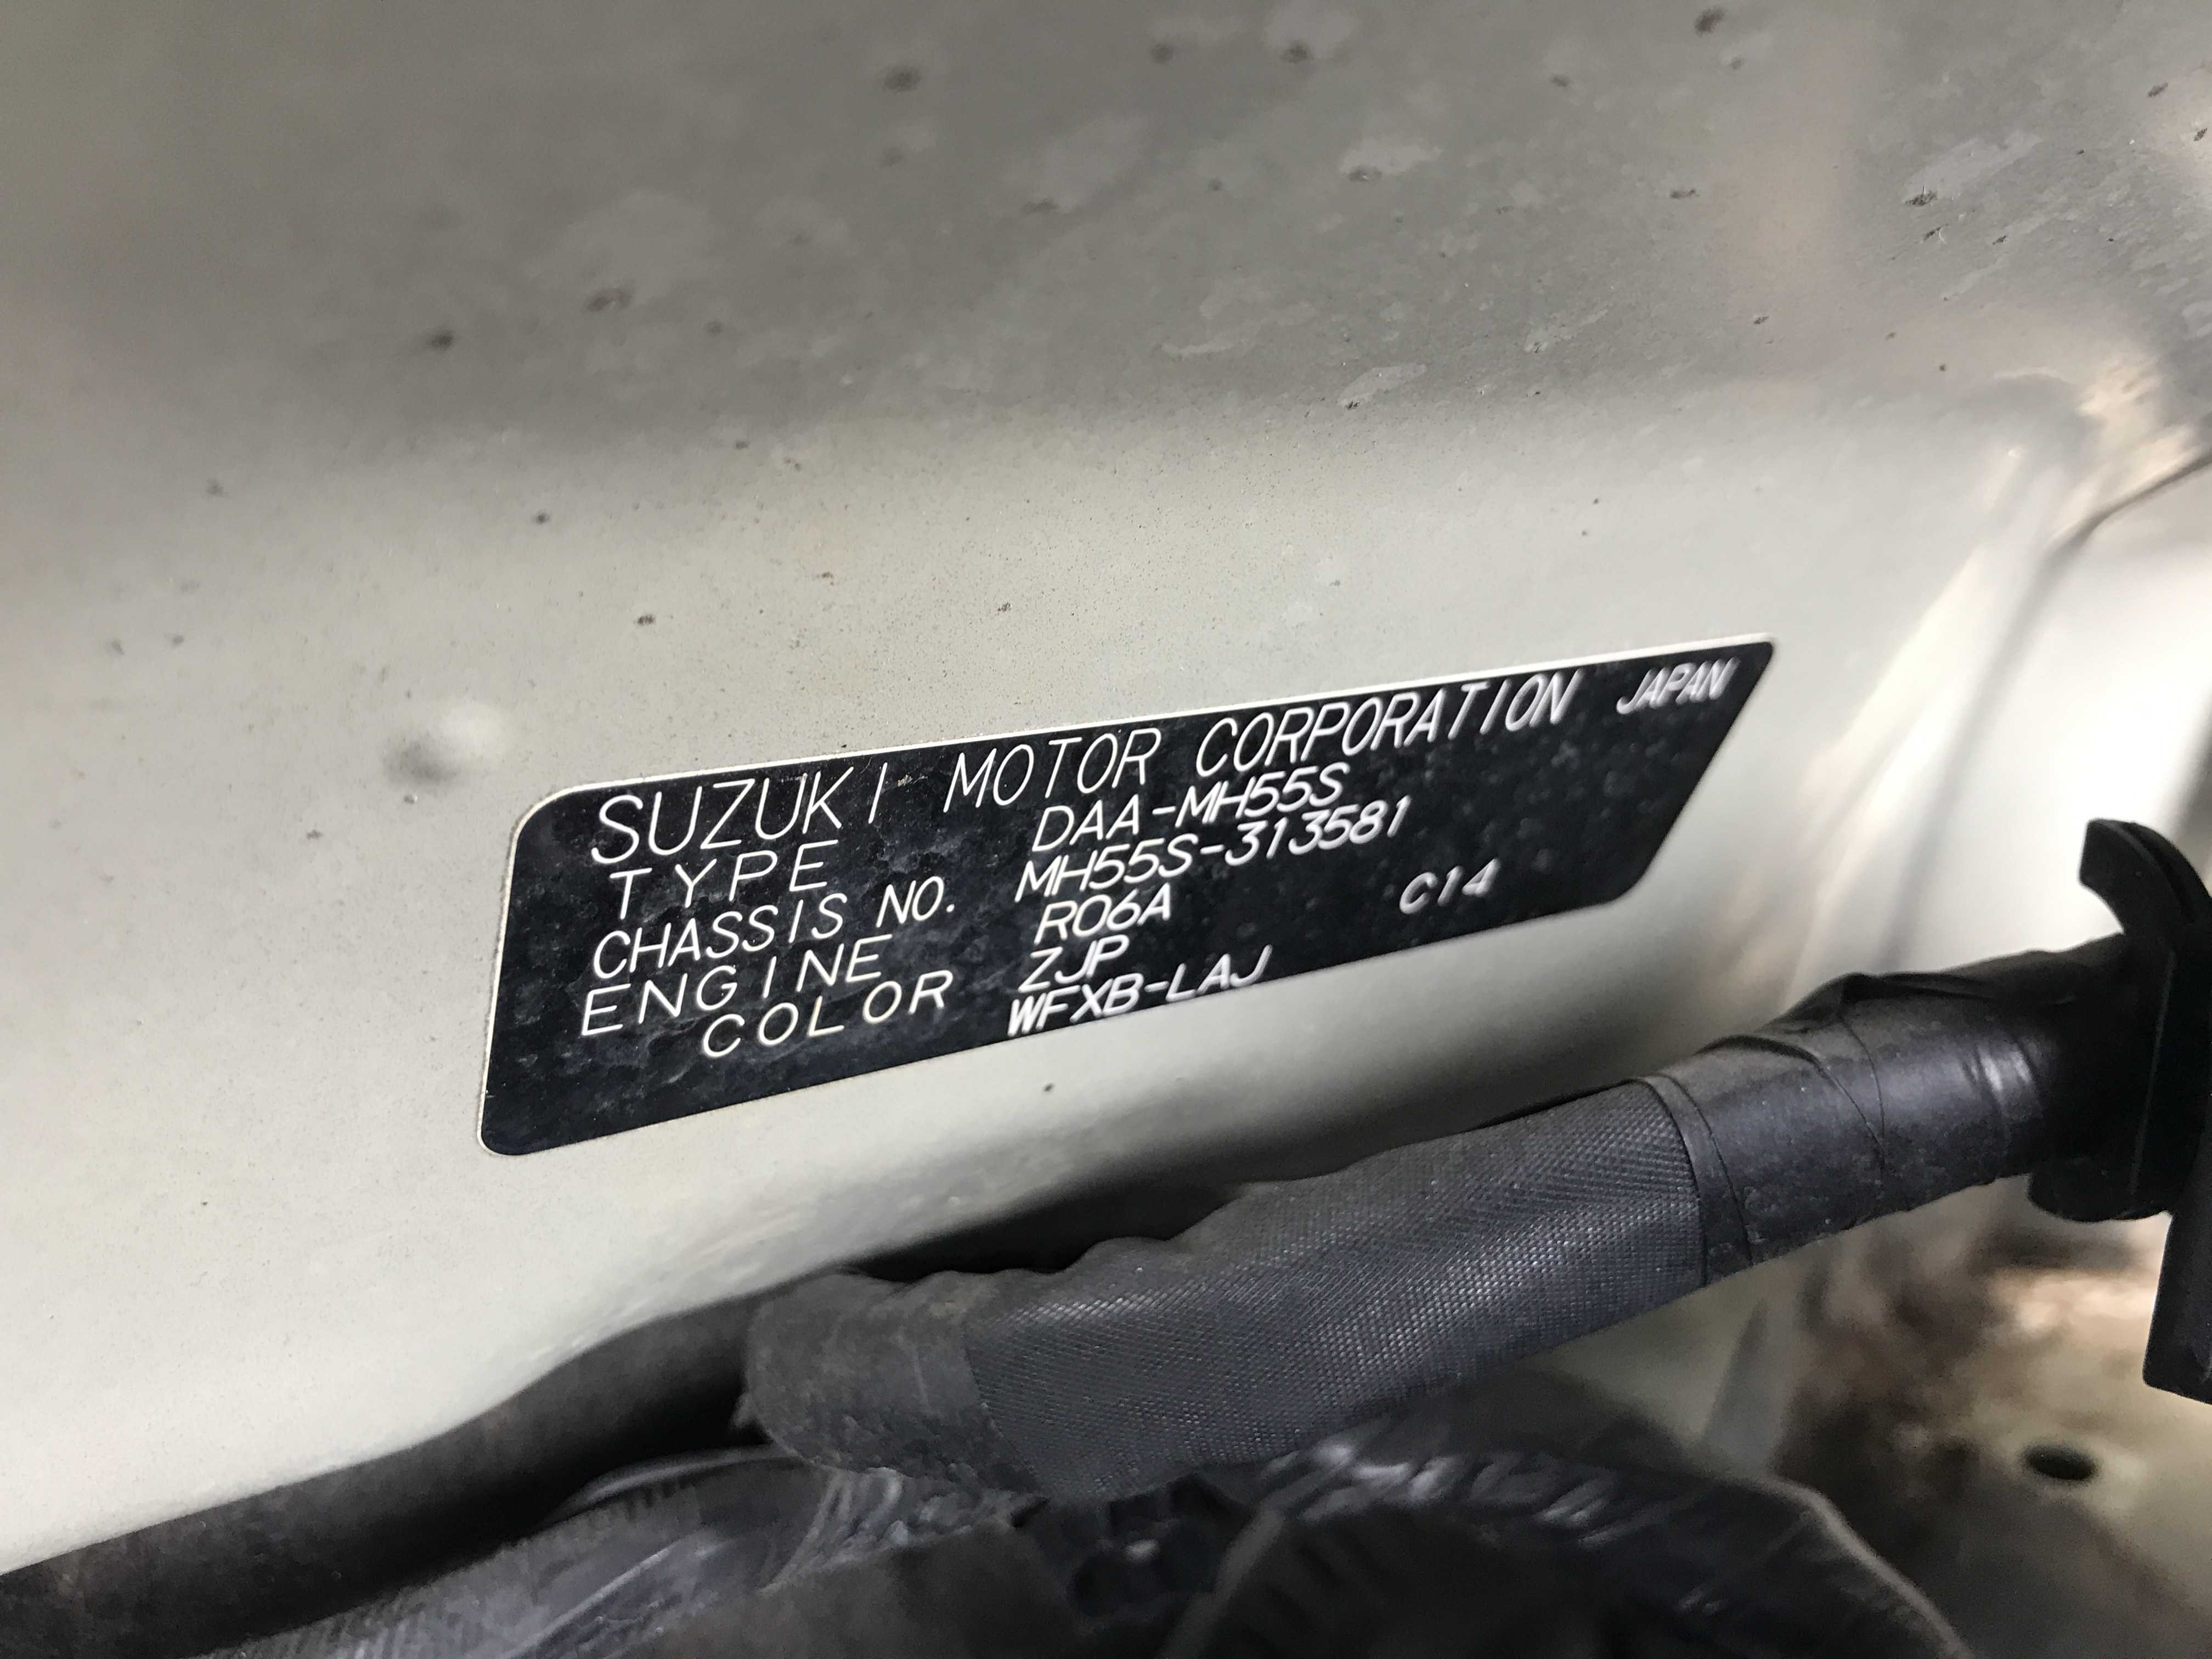 SUZUKI MOTOR CORPORATION JAPAN
TYPE DAA-MH55S
CHASSIS NO. MH55S-313581
ENGINE R06A C14
COLOR ZJP
WFXB-LAJ